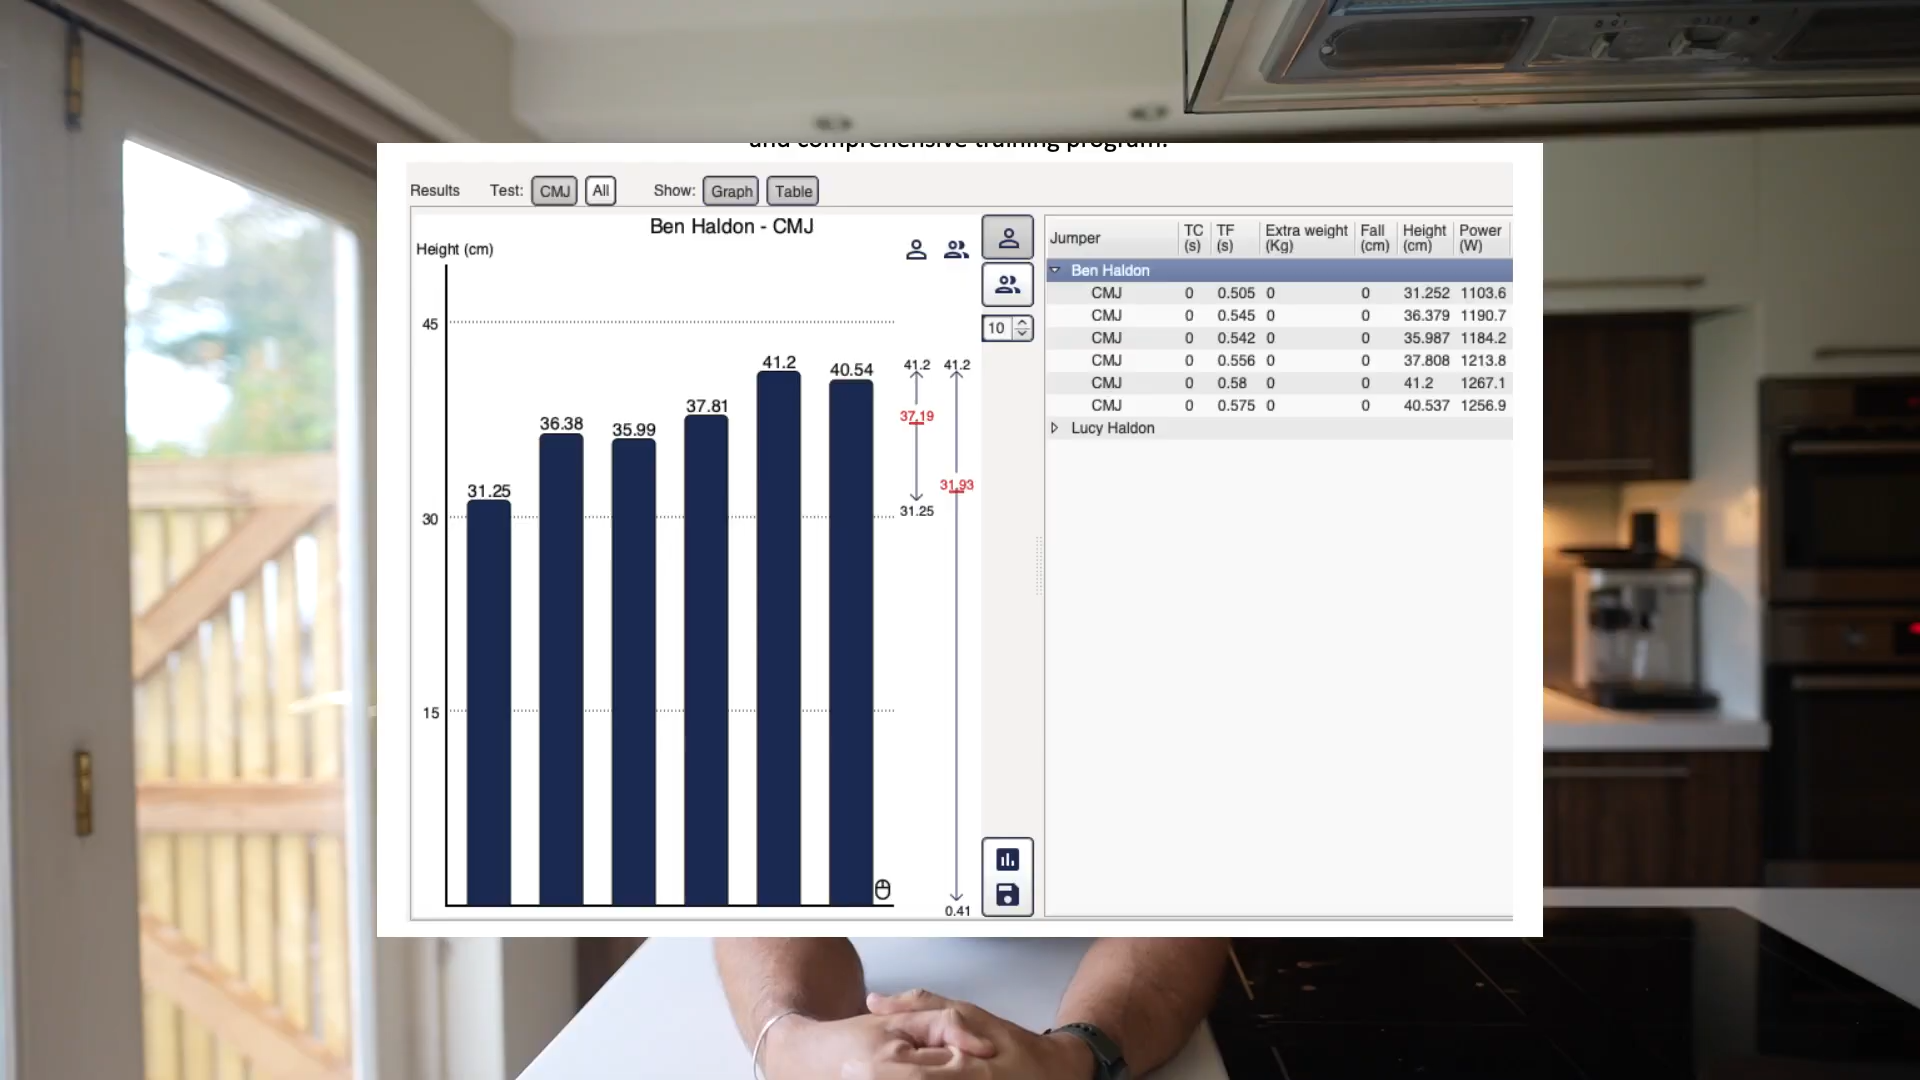 and comprehensive training program.
Results Test: CMJ All Show: Graph Table
Ben Haldon - CMJ
Height (cm)
45
30
15
31.25
36.38
35.99
37.81
41.2
40.54
41.2 41.2
37.19
31.93
31.25
0.41
10
Jumper TC (s) TF (s) Extra weight (Kg) Fall (cm) Height (cm) Power (W)
Ben Haldon
CMJ 0 0.505 0 0 31.252 1103.6
CMJ 0 0.545 0 0 36.379 1190.7
CMJ 0 0.542 0 0 35.987 1184.2
CMJ 0 0.556 0 0 37.808 1213.8
CMJ 0 0.58 0 0 41.2 1267.1
CMJ 0 0.575 0 0 40.537 1256.9
Lucy Haldon